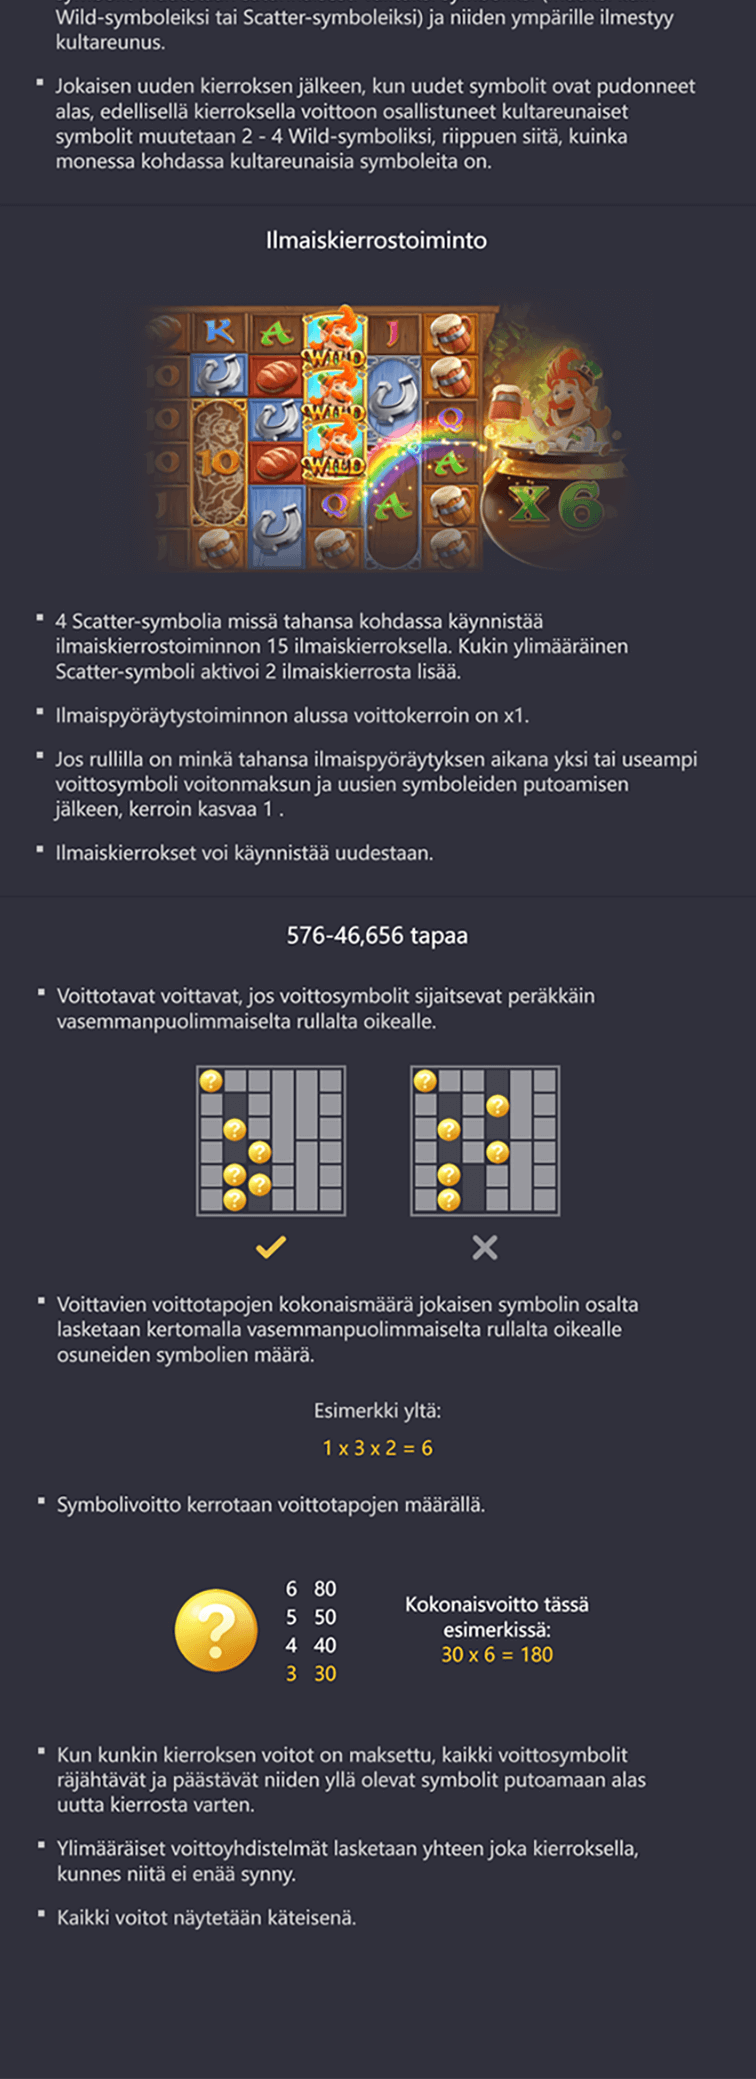 Wild-symboleiksi tai Scatter-symboleiksi) ja niiden ympärille ilmestyy
kultareunus.
Jokaisen uuden kierroksen jälkeen, kun uudet symbolit ovat pudonneet
alas, edellisellä kierroksella voittoon osallistuneet kultareunaiset
symbolit muutetaan 2 - 4 Wild-symboliksi, riippuen siitä, kuinka
monessa kohdassa kultareunaisia symboleita on.
Ilmaiskierrostoiminto
K A WILD J
10 WILD
10 WILD Q
10 10 WILD A
J Q A X6
J
4 Scatter-symbolia missä tahansa kohdassa käynnistää
ilmaiskierrostoiminnon 15 ilmaiskierroksella. Kukin ylimääräinen
Scatter-symboli aktivoi 2 ilmaiskierrosta lisää.
Ilmaispyöräytystoiminnon alussa voittokerroin on x1.
Jos rullilla on minkä tahansa ilmaispyöräytyksen aikana yksi tai useampi
voittosymboli voitonmaksun ja uusien symboleiden putoamisen
jälkeen, kerroin kasvaa 1 .
Ilmaiskierrokset voi käynnistää uudestaan.
576-46,656 tapaa
Voittotavat voittavat, jos voittosymbolit sijaitsevat peräkkäin
vasemmanpuolimmaiselta rullalta oikealle.
? ?
?
? ?
? ?
? ? ?
? ?
Voittavien voittotapojen kokonaismäärä jokaisen symbolin osalta
lasketaan kertomalla vasemmanpuolimmaiselta rullalta oikealle
osuneiden symbolien määrä.
Esimerkki yltä:
1 x 3 x 2 = 6
Symbolivoitto kerrotaan voittotapojen määrällä.
?
6 80
5 50
4 40
3 30
Kokonaisvoitto tässä
esimerkissä:
30 x 6 = 180
Kun kunkin kierroksen voitot on maksettu, kaikki voittosymbolit
räjähtävät ja päästävät niiden yllä olevat symbolit putoamaan alas
uutta kierrosta varten.
Ylimääräiset voittoyhdistelmät lasketaan yhteen joka kierroksella,
kunnes niitä ei enää synny.
Kaikki voitot näytetään käteisenä.